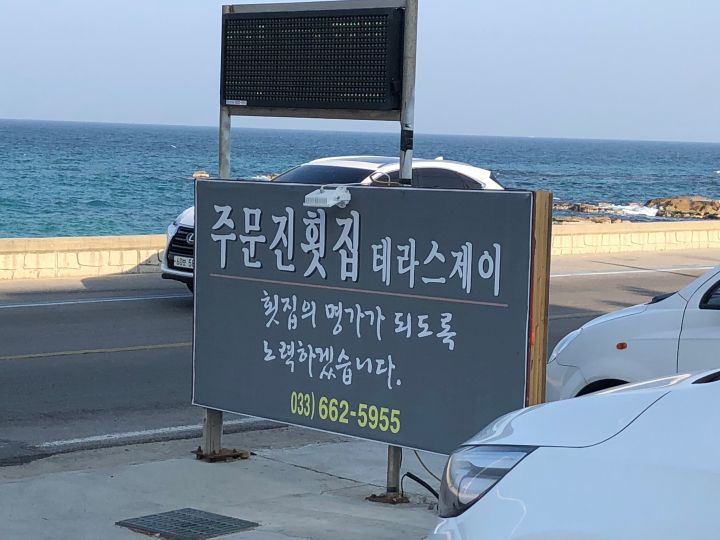 주문진횟집 테라스제이
횟집의 명가가 되도록
노력하겠습니다.
033) 662-5955